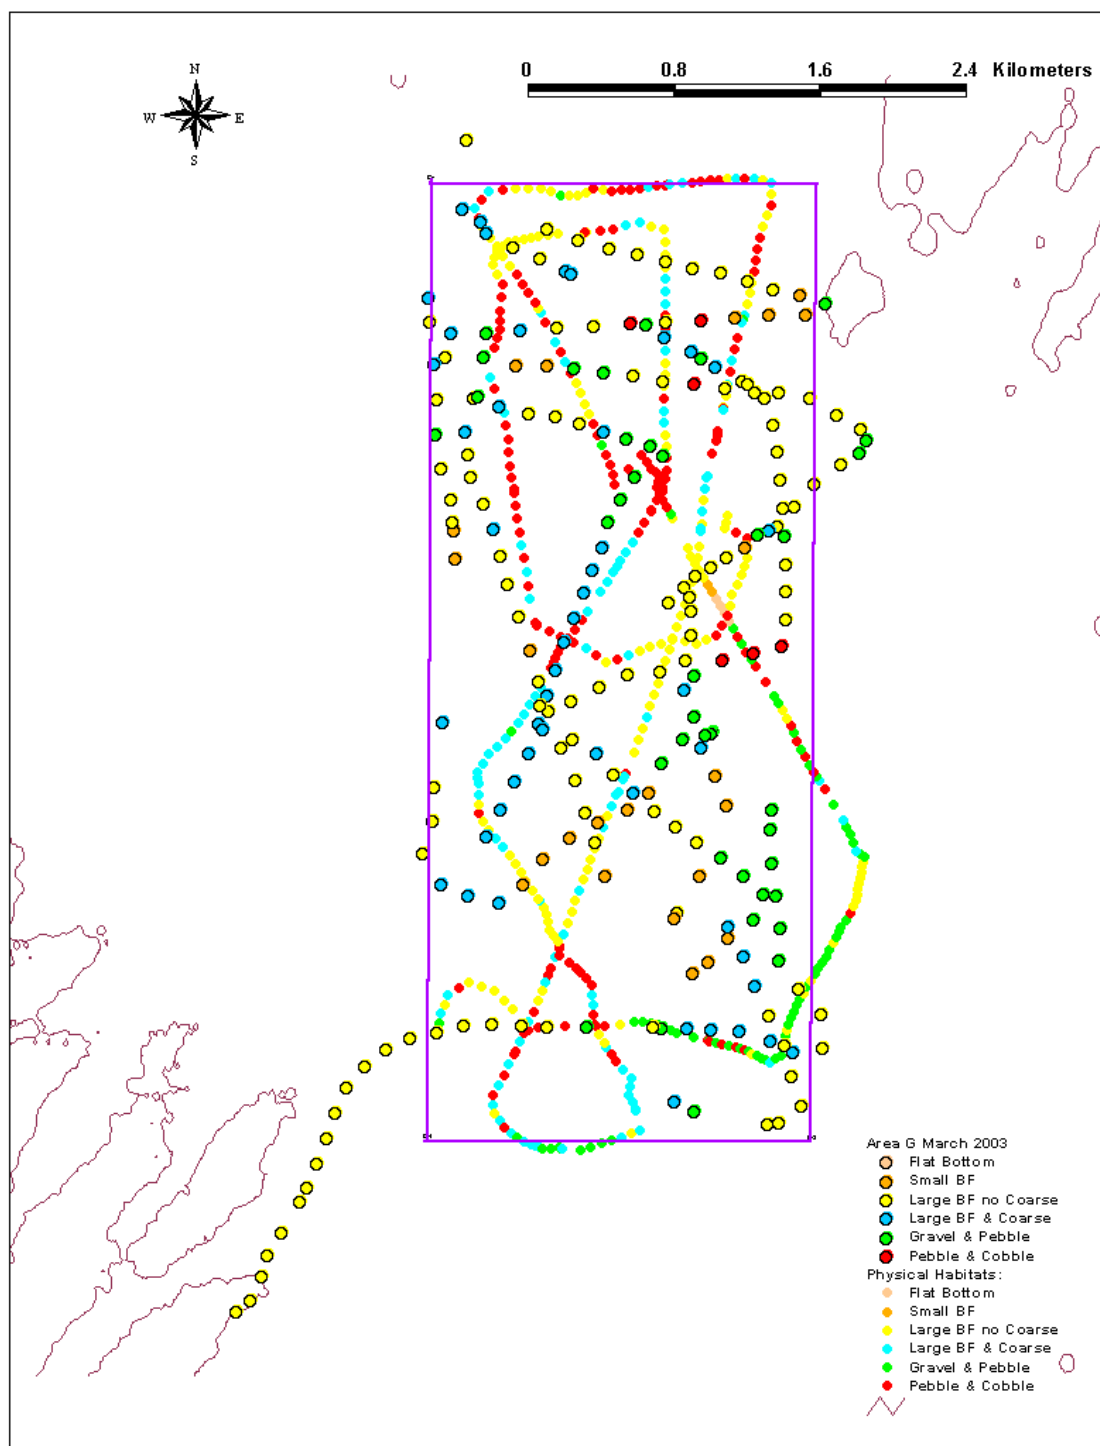 0 0.8 1.6 2.4 Kilometers
N
W E
S
Area G March 2003
Flat Bottom
Small BF
Large BF no Coarse
Large BF & Coarse
Gravel & Pebble
Pebble & Cobble
Physical Habitats:
Flat Bottom
Small BF
Large BF no Coarse
Large BF & Coarse
Gravel & Pebble
Pebble & Cobble